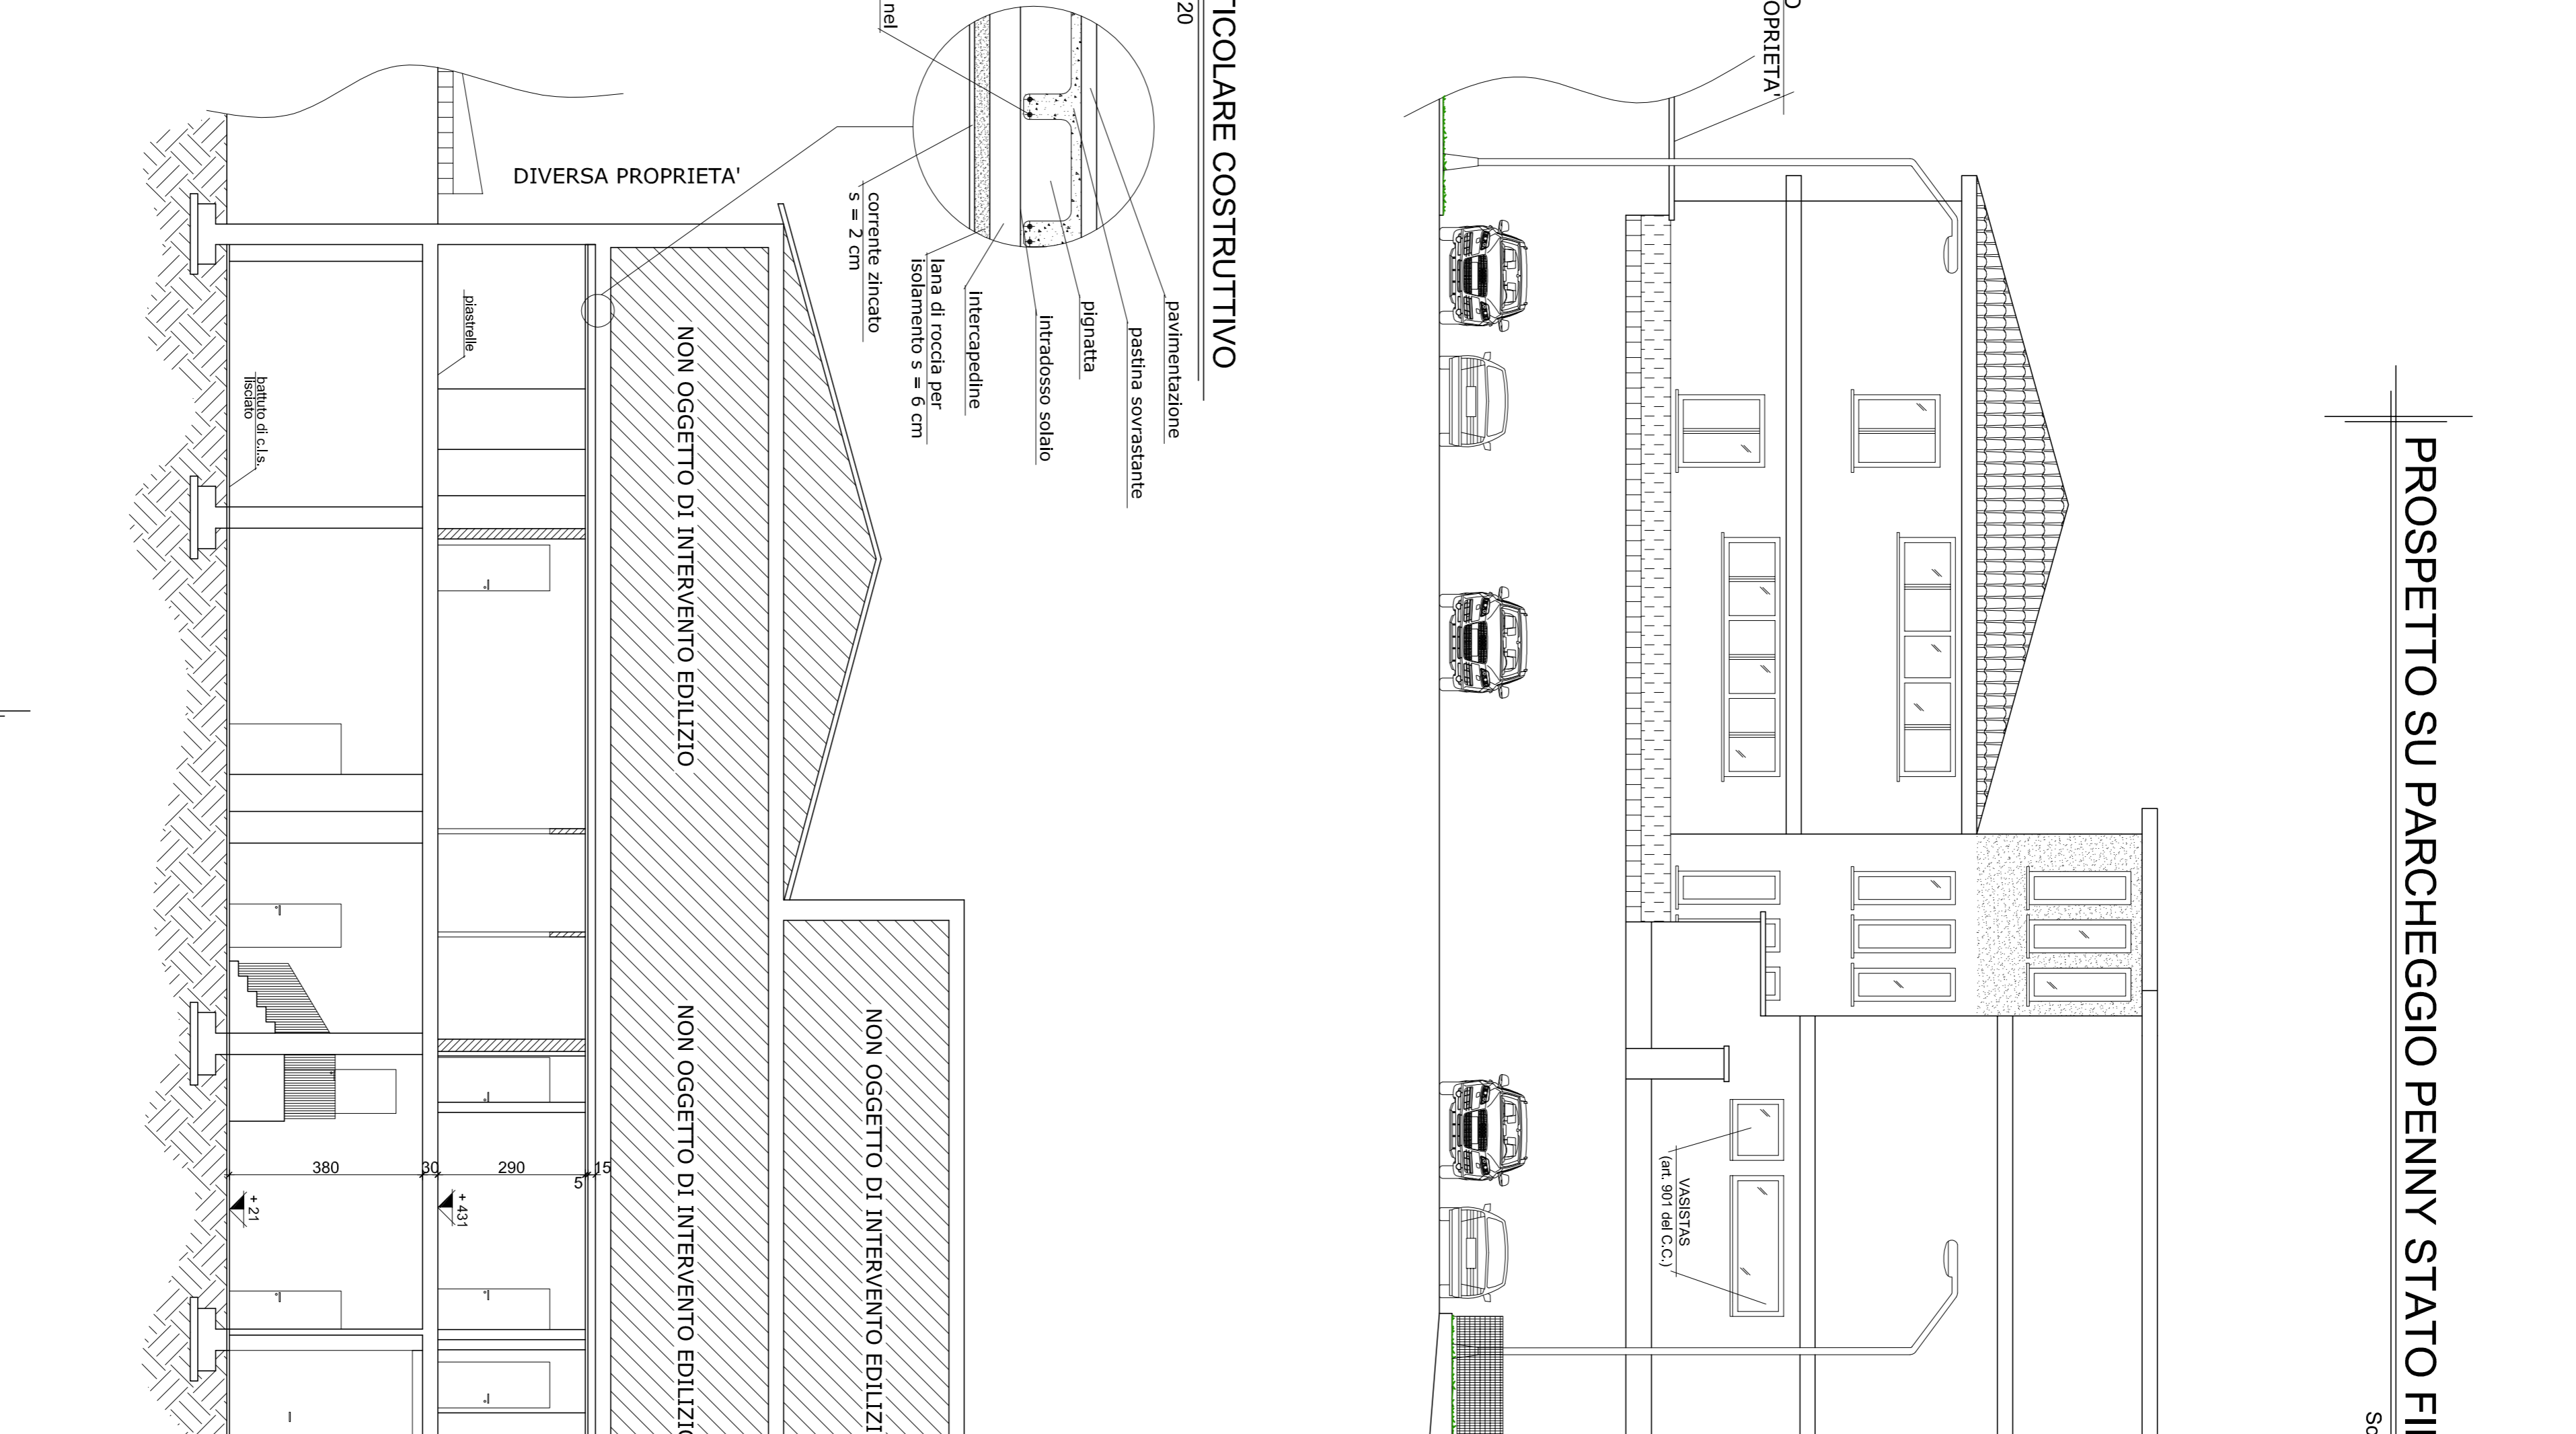 PROSPETTO SU PARCHEGGIO PENNY STATO FI
Sc
OPRIETA'
VASISTAS
(art. 901 del C.C.)
TICOLARE COSTRUTTIVO
20
nel
pavimentazione
pastina sovrastante
pignatta
intradosso solaio
intercapedine
lana di roccia per
isolamento s = 6 cm
corrente zincato
s = 2 cm
DIVERSA PROPRIETA'
piastrelle
battuto di c.l.s.
lisciato
NON OGGETTO DI INTERVENTO EDILIZIO
NON OGGETTO DI INTERVENTO EDILIZIO
NON OGGETTO DI INTERVENTO EDILIZI
380
30
290
5
15
+ 21
+ 431